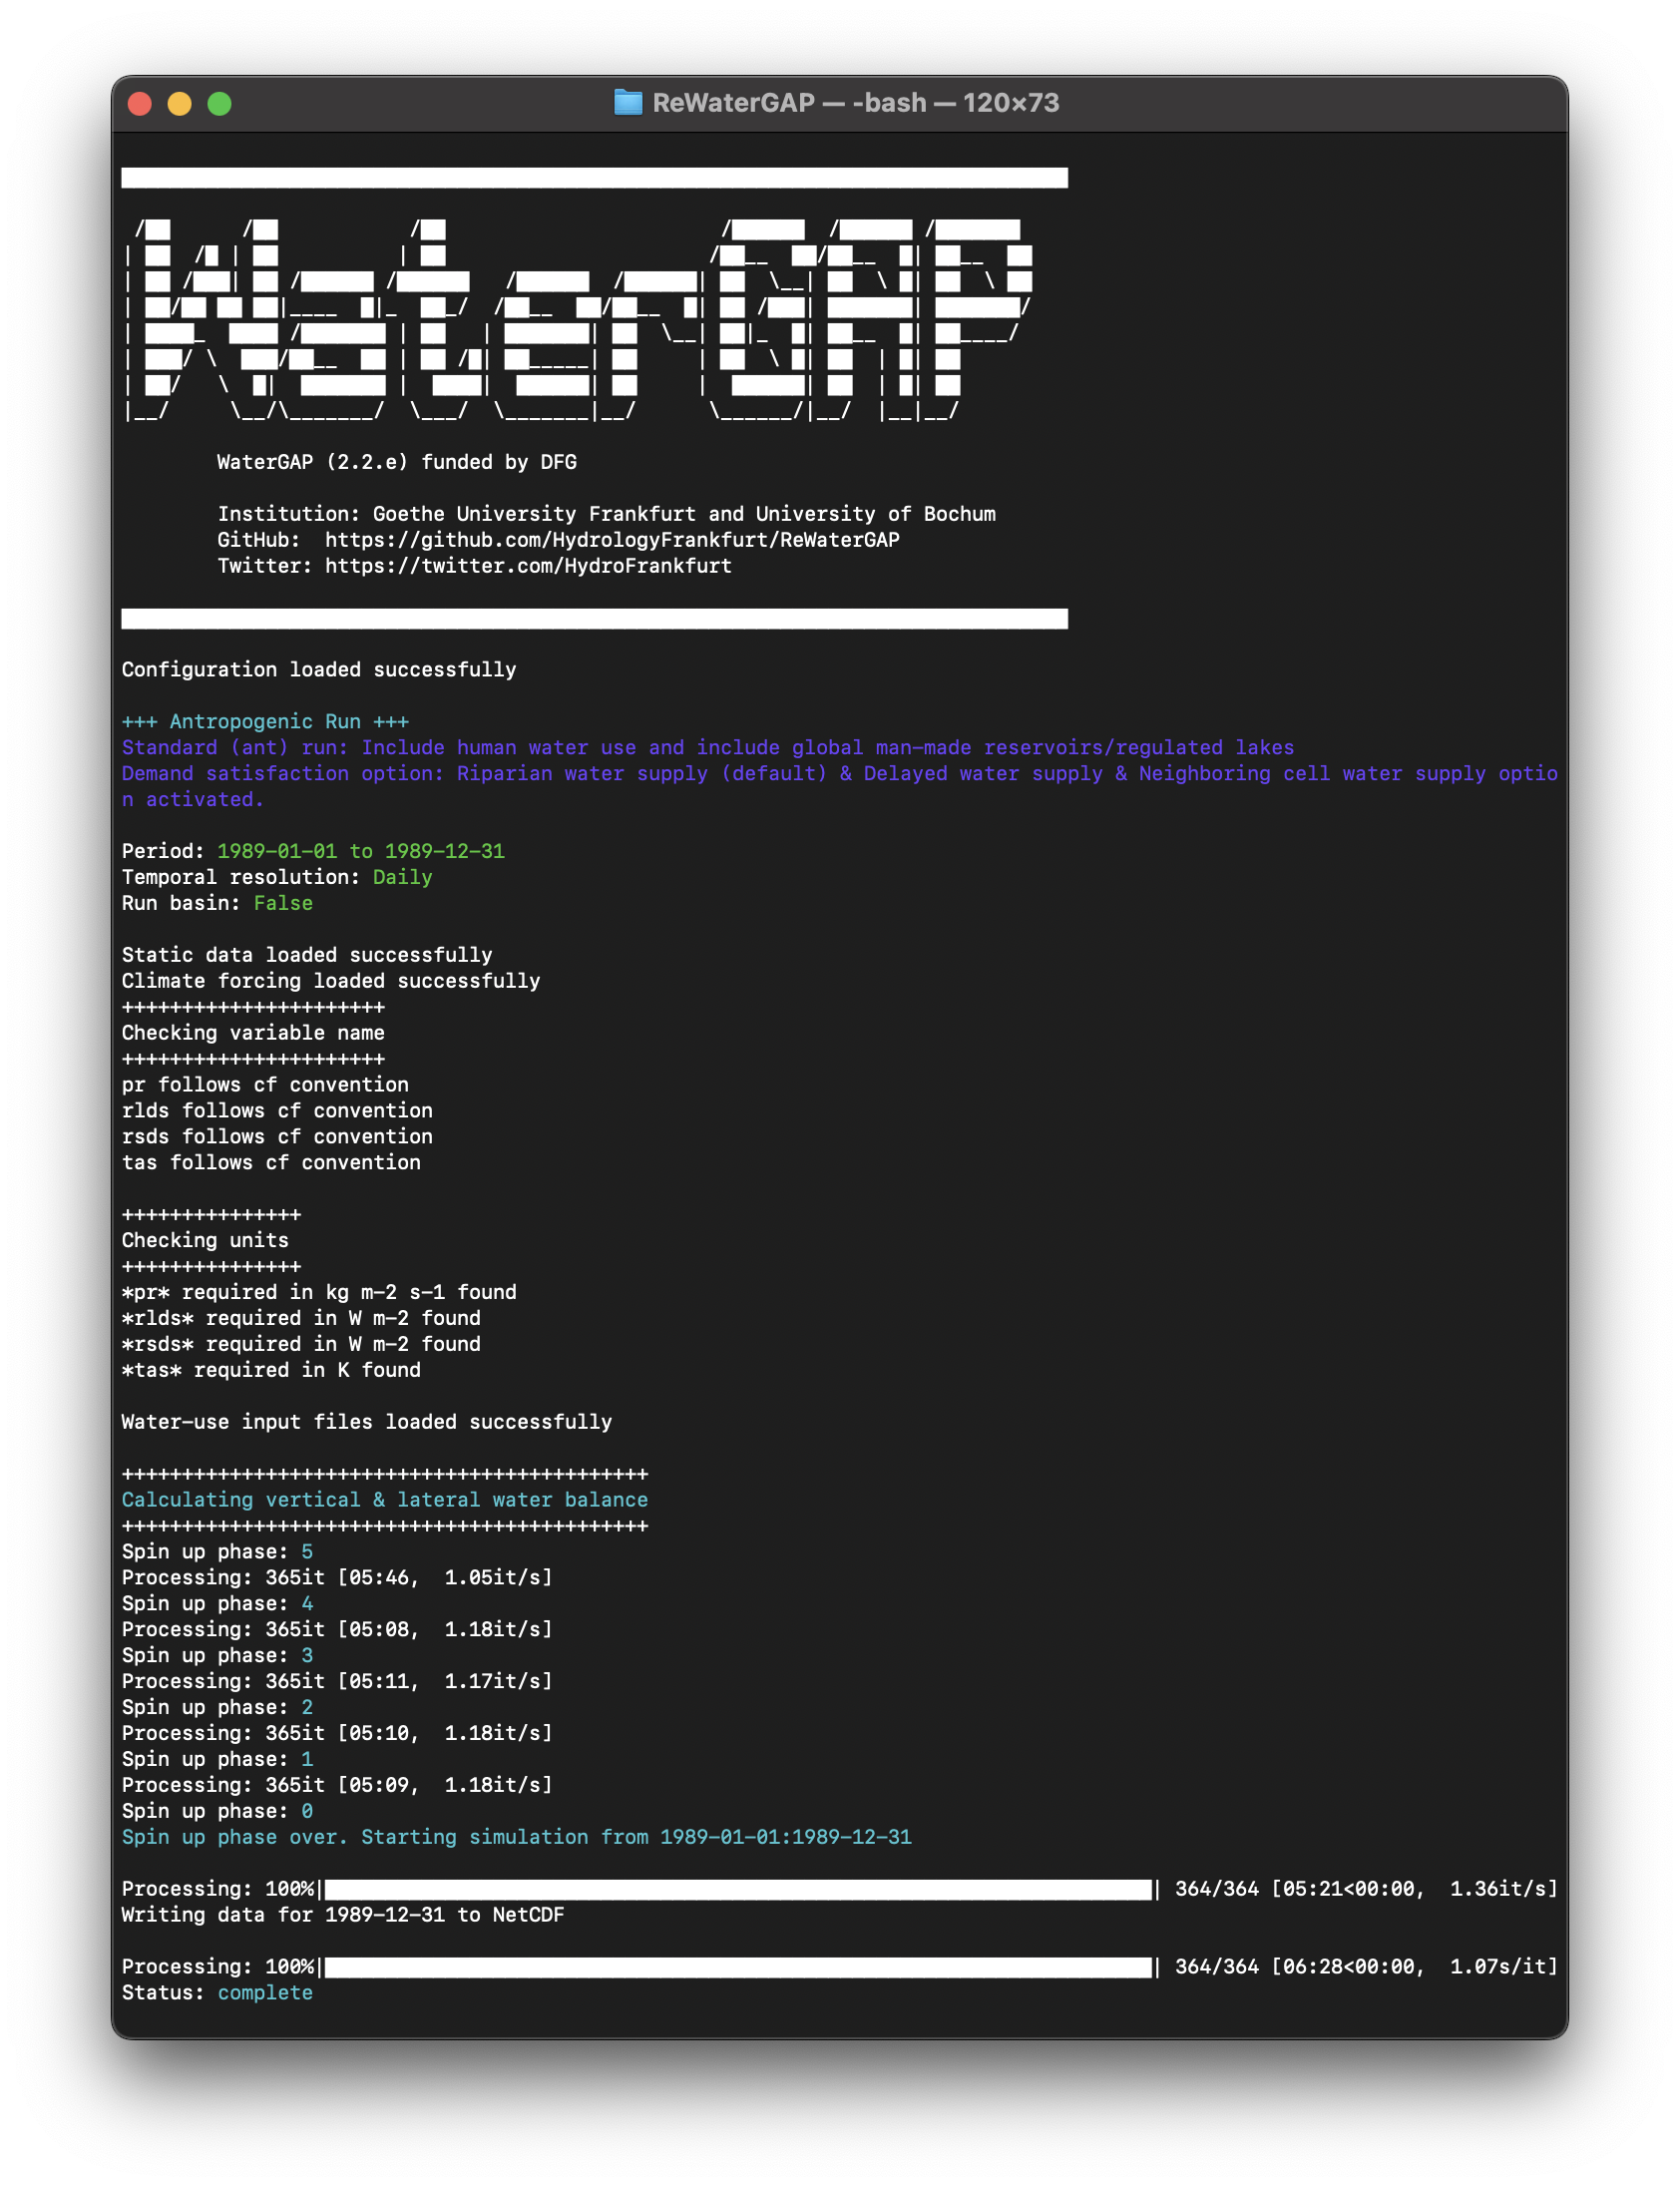 ReWaterGAP — -bash — 120×73
WaterGAP
WaterGAP (2.2.e) funded by DFG
Institution: Goethe University Frankfurt and University of Bochum
GitHub:  https://github.com/HydrologyFrankfurt/ReWaterGAP
Twitter: https://twitter.com/HydroFrankfurt
Configuration loaded successfully
+++ Antropogenic Run +++
Standard (ant) run: Include human water use and include global man-made reservoirs/regulated lakes
Demand satisfaction option: Riparian water supply (default) & Delayed water supply & Neighboring cell water supply optio
n activated.
Period: 1989-01-01 to 1989-12-31
Temporal resolution: Daily
Run basin: False
Static data loaded successfully
Climate forcing loaded successfully
++++++++++++++++++++++
Checking variable name
++++++++++++++++++++++
pr follows cf convention
rlds follows cf convention
rsds follows cf convention
tas follows cf convention
+++++++++++++++
Checking units
+++++++++++++++
*pr* required in kg m-2 s-1 found
*rlds* required in W m-2 found
*rsds* required in W m-2 found
*tas* required in K found
Water-use input files loaded successfully
++++++++++++++++++++++++++++++++++++++++++++
Calculating vertical & lateral water balance
++++++++++++++++++++++++++++++++++++++++++++
Spin up phase: 5
Processing: 365it [05:46,  1.05it/s]
Spin up phase: 4
Processing: 365it [05:08,  1.18it/s]
Spin up phase: 3
Processing: 365it [05:11,  1.17it/s]
Spin up phase: 2
Processing: 365it [05:10,  1.18it/s]
Spin up phase: 1
Processing: 365it [05:09,  1.18it/s]
Spin up phase: 0
Spin up phase over. Starting simulation from 1989-01-01:1989-12-31
Processing: 100%| | 364/364 [05:21<00:00,  1.36it/s]
Writing data for 1989-12-31 to NetCDF
Processing: 100%| | 364/364 [06:28<00:00,  1.07s/it]
Status: complete